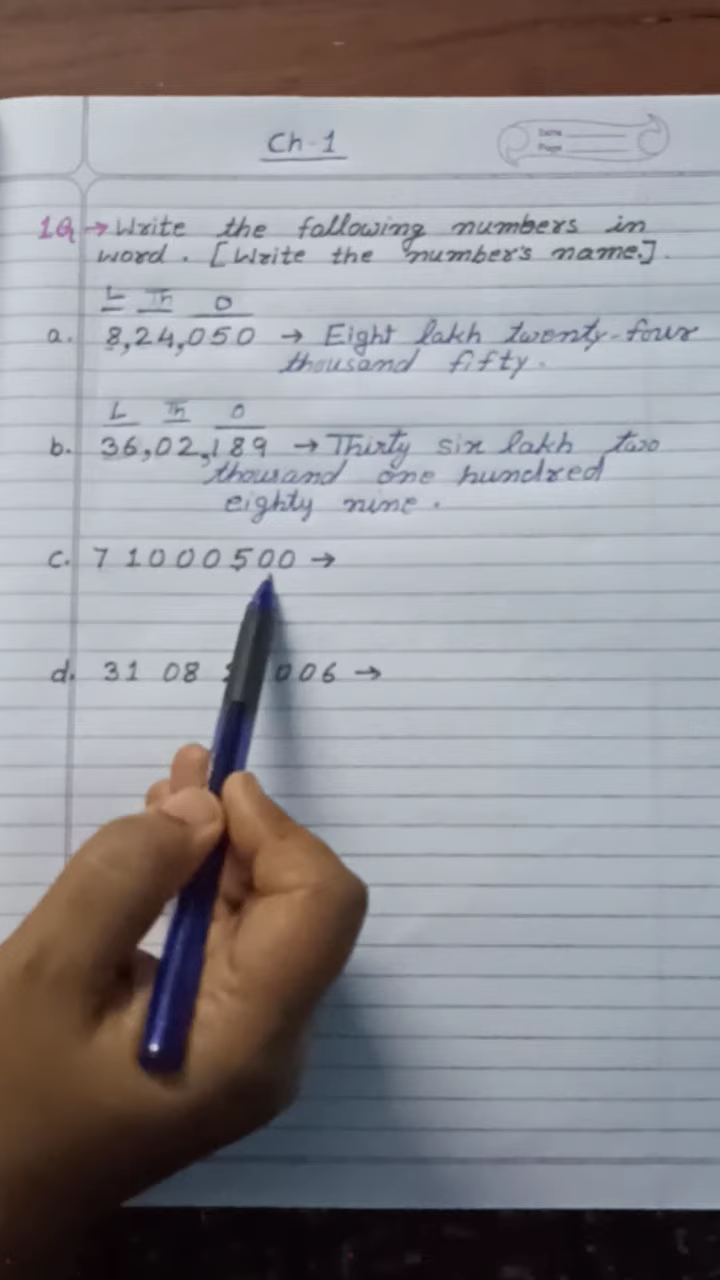 Ch-1
Date
Page
1Q → Write the following numbers in
word. [Write the number's name.].
L Th O
a. 8,24,050 → Eight lakh twenty-four
thousand fifty.
L Th O
b. 36,02,189 → Thirty six lakh two
thousand one hundred
eighty nine.
c. 71000500 →
d. 31 08 006 →